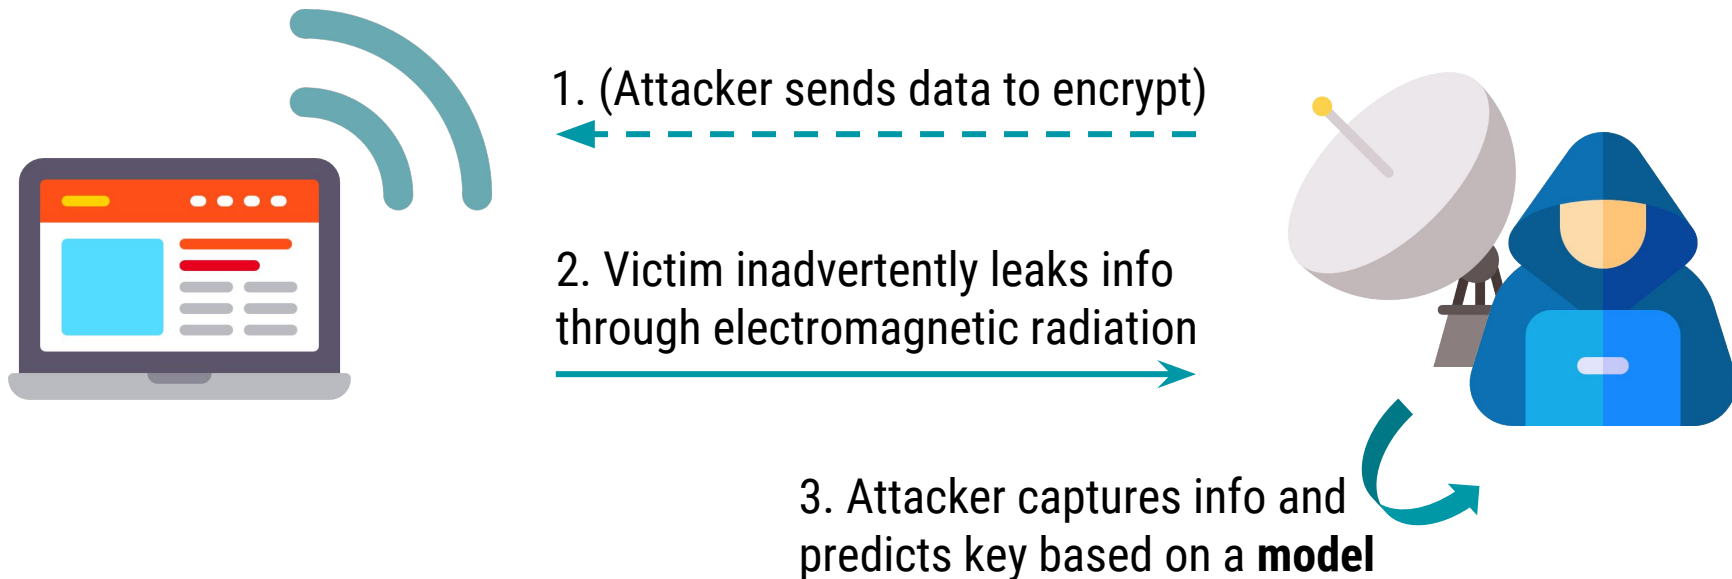 1. (Attacker sends data to encrypt)
2. Victim inadvertently leaks info
through electromagnetic radiation
3. Attacker captures info and
predicts key based on a model